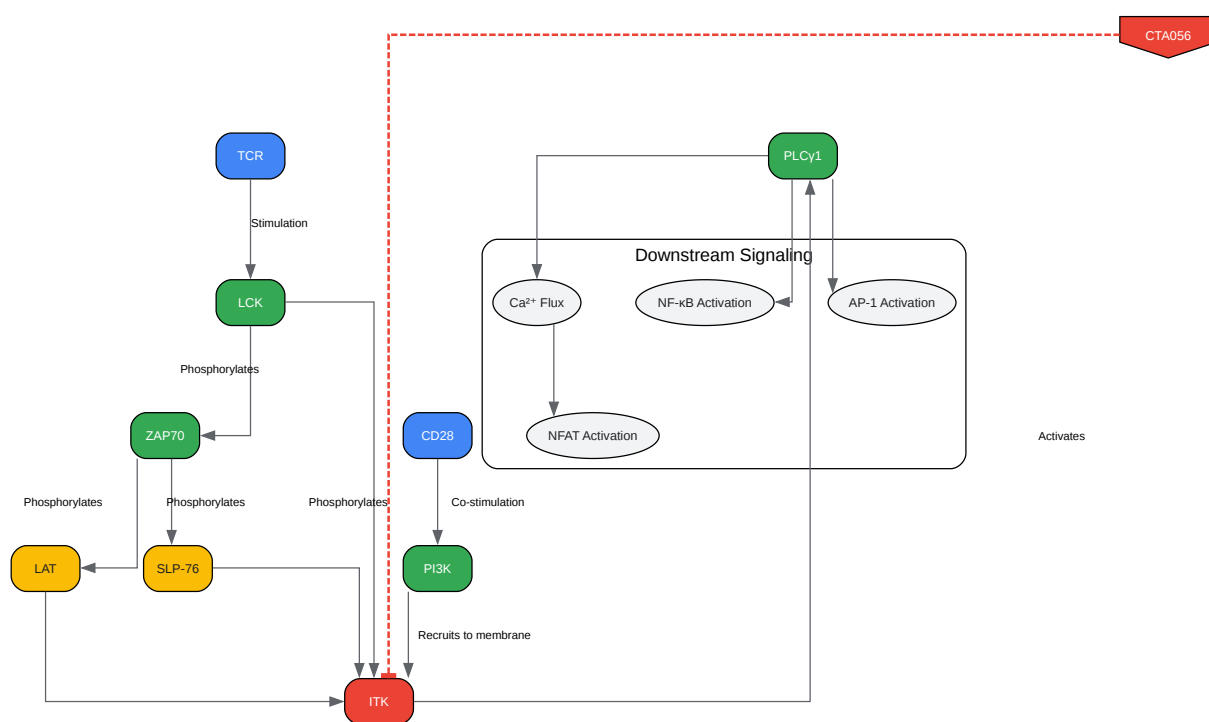 CTA056
TCR
PLCγ1
Stimulation
Downstream Signaling
LCK
Ca²⁺ Flux
NF-κB Activation
AP-1 Activation
Phosphorylates
ZAP70
CD28
NFAT Activation
Activates
Phosphorylates
Phosphorylates
Phosphorylates
Co-stimulation
LAT
SLP-76
PI3K
Recruits to membrane
ITK